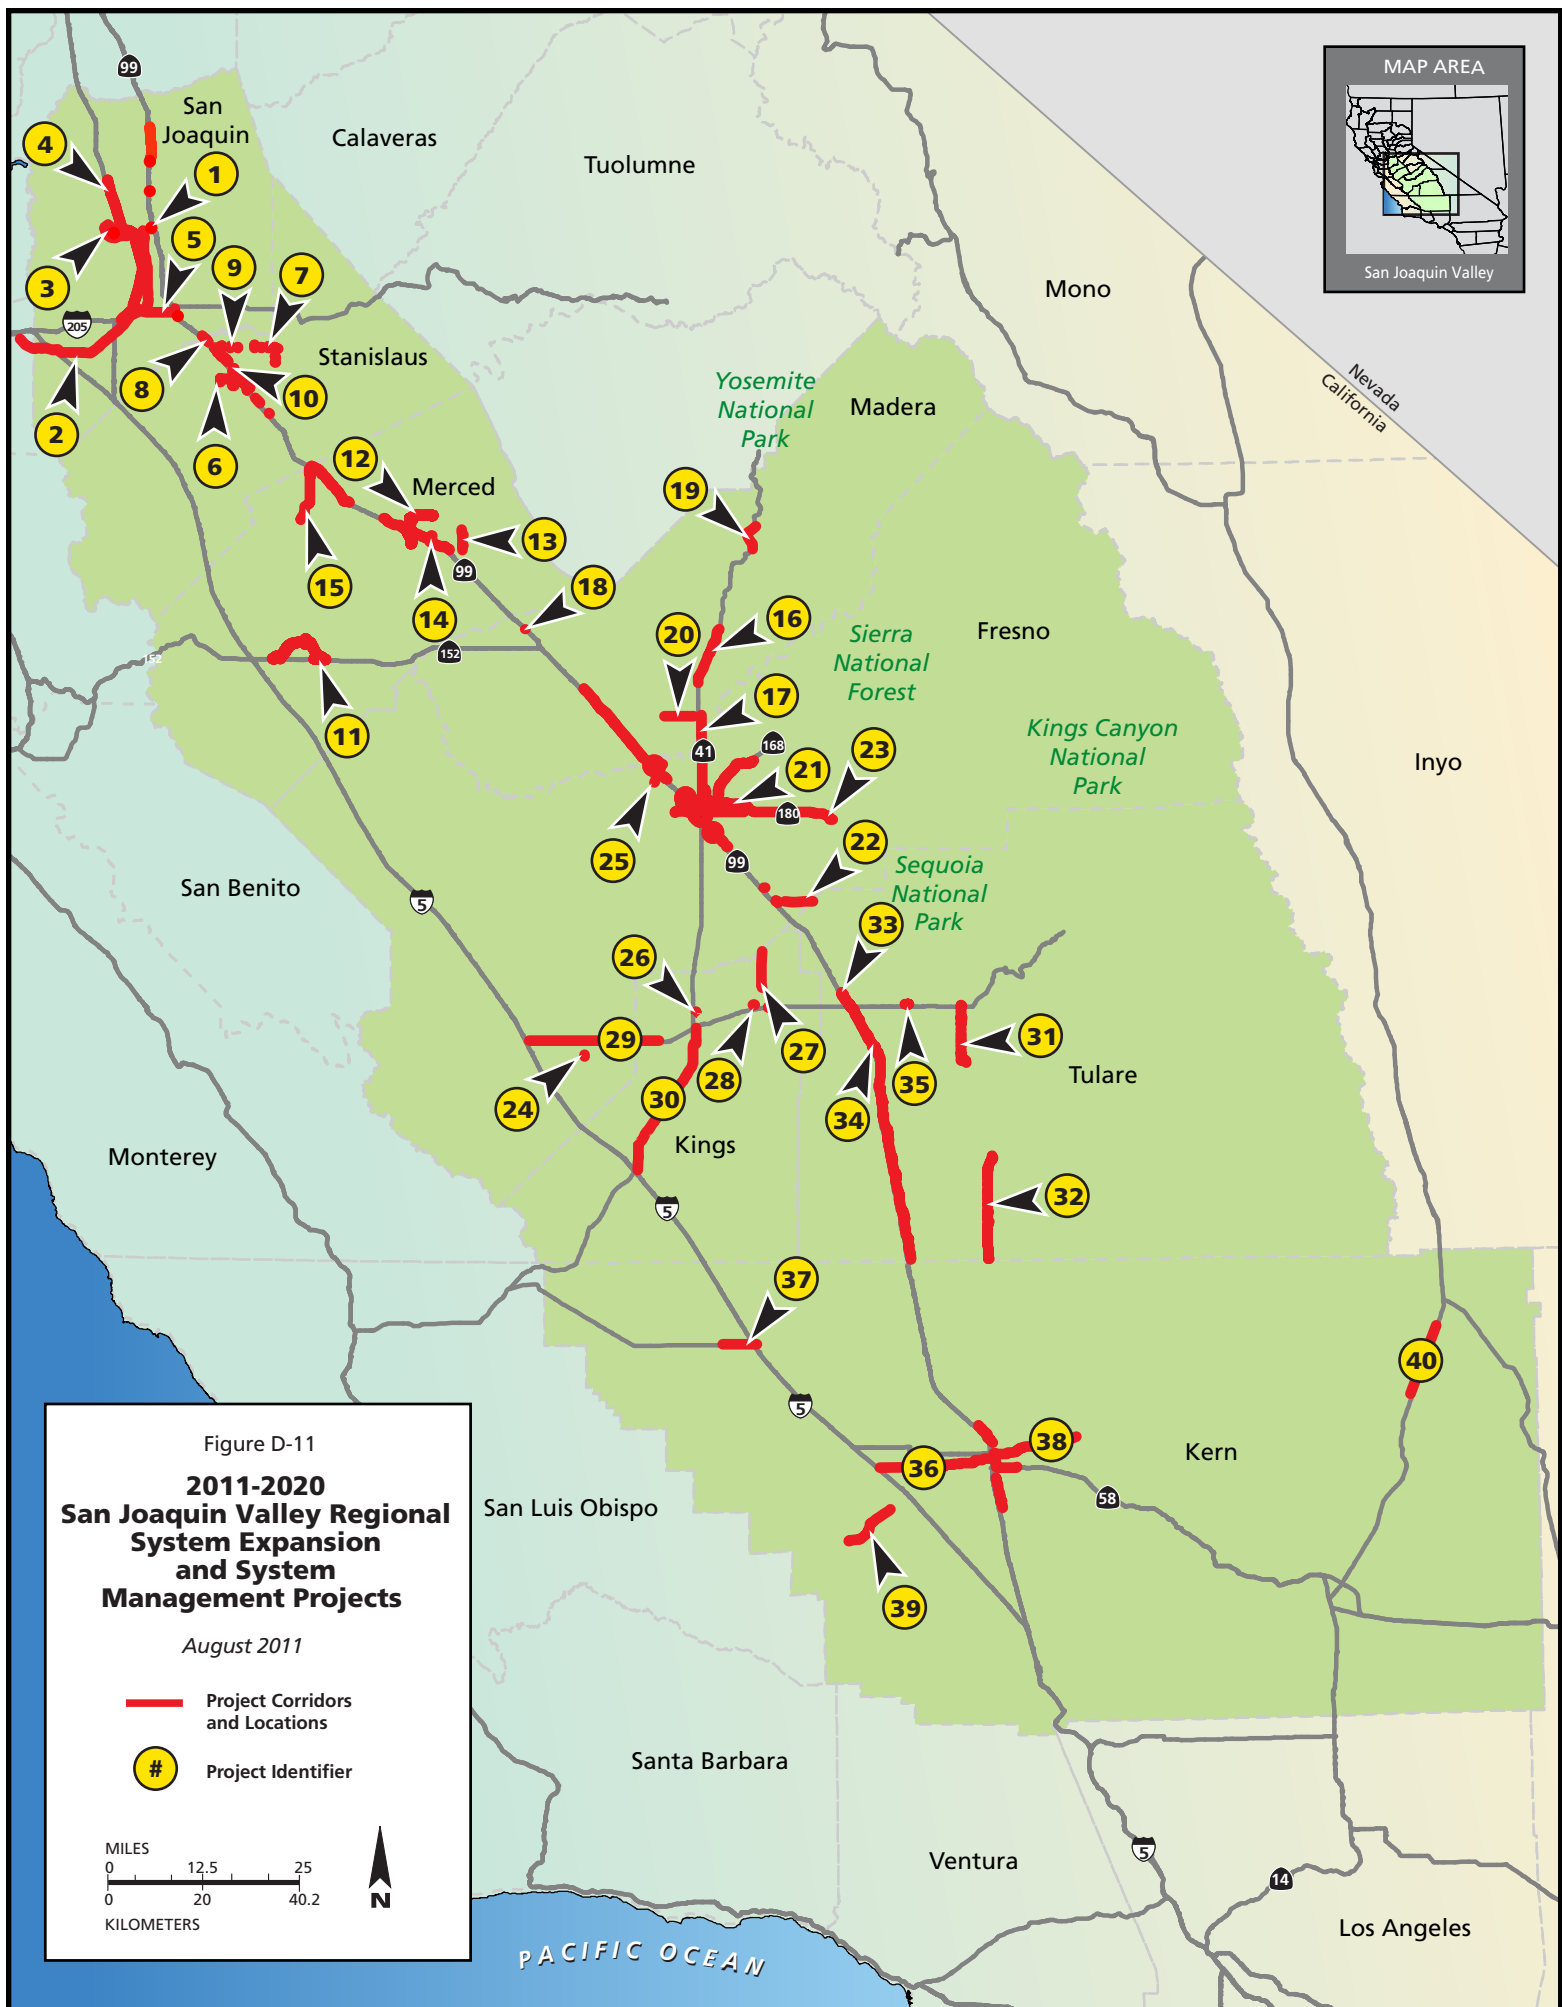 99
San
Joaquin
Calaveras
Tuolumne
MAP AREA
San Joaquin Valley
4
1
5
3
9
7
205
Stanislaus
8
10
2
6
Mono
Nevada
California
Yosemite
National
Park
Madera
12
Merced
19
13
99
15
14
18
16
20
Sierra
National
Forest
Fresno
152
152
11
17
41
168
23
21
180
Kings Canyon
National
Park
Inyo
25
22
99
Sequoia
National
Park
San Benito
5
33
26
29
27
31
28
35
24
30
34
Tulare
Kings
Monterey
32
5
37
40
5
38
36
Kern
58
San Luis Obispo
39
Figure D-11
2011-2020
San Joaquin Valley Regional
System Expansion
and System
Management Projects
August 2011
Project Corridors
and Locations
#
Project Identifier
MILES
0 12.5 25
0 20 40.2
KILOMETERS
N
Santa Barbara
Ventura
5
14
Los Angeles
PACIFIC OCEAN